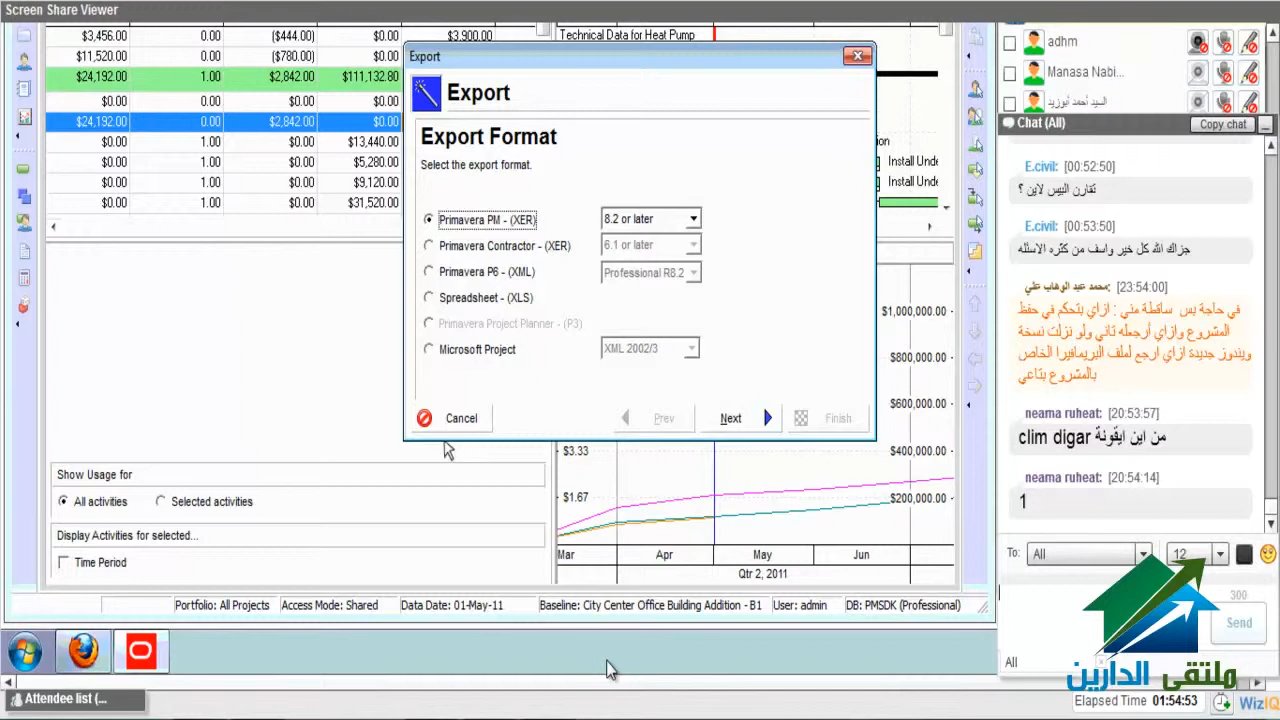 Screen Share Viewer
$3,456.00 0.00 ($444.00) $0.00 $3,900.00
$11,520.00 0.00 ($780.00) $0.00
$24,192.00 1.00 $2,842.00 $111,132.80
$0.00 0.00 $0.00 $0.00
$24,192.00 0.00 $2,842.00 $0.00
$0.00 1.00 $0.00 $13,440.00
$0.00 1.00 $0.00 $5,280.00
$0.00 1.00 $0.00 $9,120.00
$0.00 1.00 $0.00 $31,520.00
Technical Data for Heat Pump
Install Unde
Install Unde
Export
Export
Export Format
Select the export format.
Primavera PM - (XER) 8.2 or later
Primavera Contractor - (XER) 6.1 or later
Primavera P6 - (XML) Professional R8.2
Spreadsheet - (XLS)
Primavera Project Planner - (P3)
Microsoft Project XML 2002/3
Cancel Prev Next Finish
Show Usage for
All activities Selected activities
Display Activities for selected...
Time Period
$1,000,000.00
$800,000.00
$600,000.00
$3.33 $400,000.00
$1.67 $200,000.00
Mar Apr May Jun
Qtr 2, 2011
Portfolio: All Projects Access Mode: Shared Data Date: 01-May-11 Baseline: City Center Office Building Addition - B1 User: admin DB: PMSDK (Professional)
Attendee list (...
adhm
Manasa Nabi...
السيد أحمد أبوزيد
Chat (All) Copy chat
E.civil: [00:52:50]
تقارن البيس لاين ؟
E.civil: [00:53:50]
جزاك الله كل خير واسف من كثره الاسئله
محمد عبد الوهاب علي: [23:54:00]
في حاجة بس ساقطة مني : ازاي بتحكم في حفظ
المشروع وازاي أرجعله تاني ولو نزلت نسخة
ويندوز جديدة ازاي ارجع لملف البريمافيرا الخاص
بالمشروع بتاعي
neama ruheat: [20:53:57]
من اين ايقونة clim digar
neama ruheat: [20:54:14]
1
To: All 12
300
Send
All
ملتقى الدارين
Elapsed Time 01:54:53
WizIQ